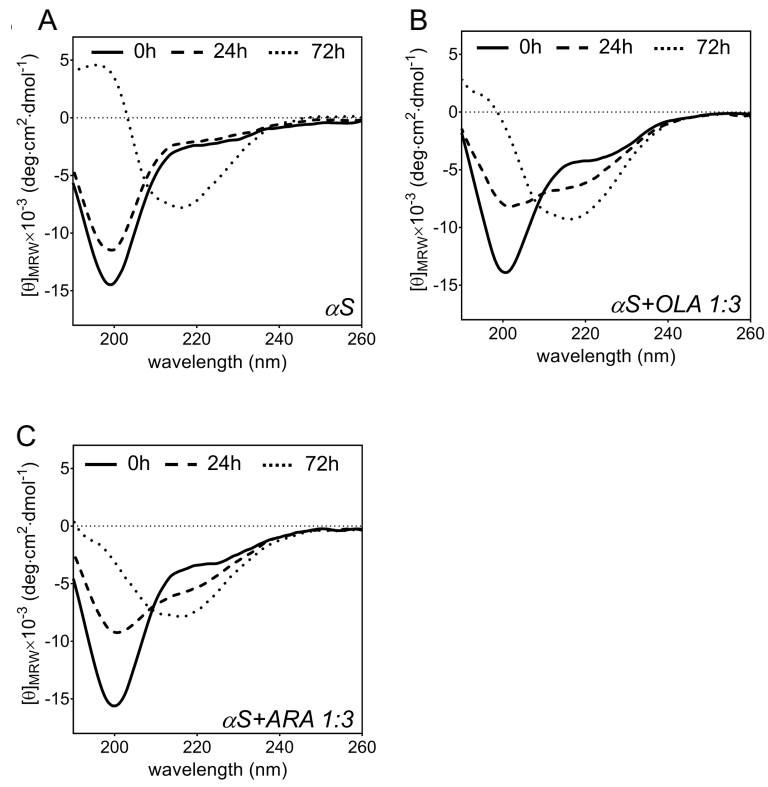 A
0h 24h 72h
5
0
-5
-10
-15
[θ]MRW×10⁻³ (deg·cm²·dmol⁻¹)
αS
200 220 240 260
wavelength (nm)
B
0h 24h 72h
5
0
-5
-10
-15
[θ]MRW×10⁻³ (deg·cm²·dmol⁻¹)
αS+OLA 1:3
200 220 240 260
wavelength (nm)
C
0h 24h 72h
5
0
-5
-10
-15
[θ]MRW×10⁻³ (deg·cm²·dmol⁻¹)
αS+ARA 1:3
200 220 240 260
wavelength (nm)